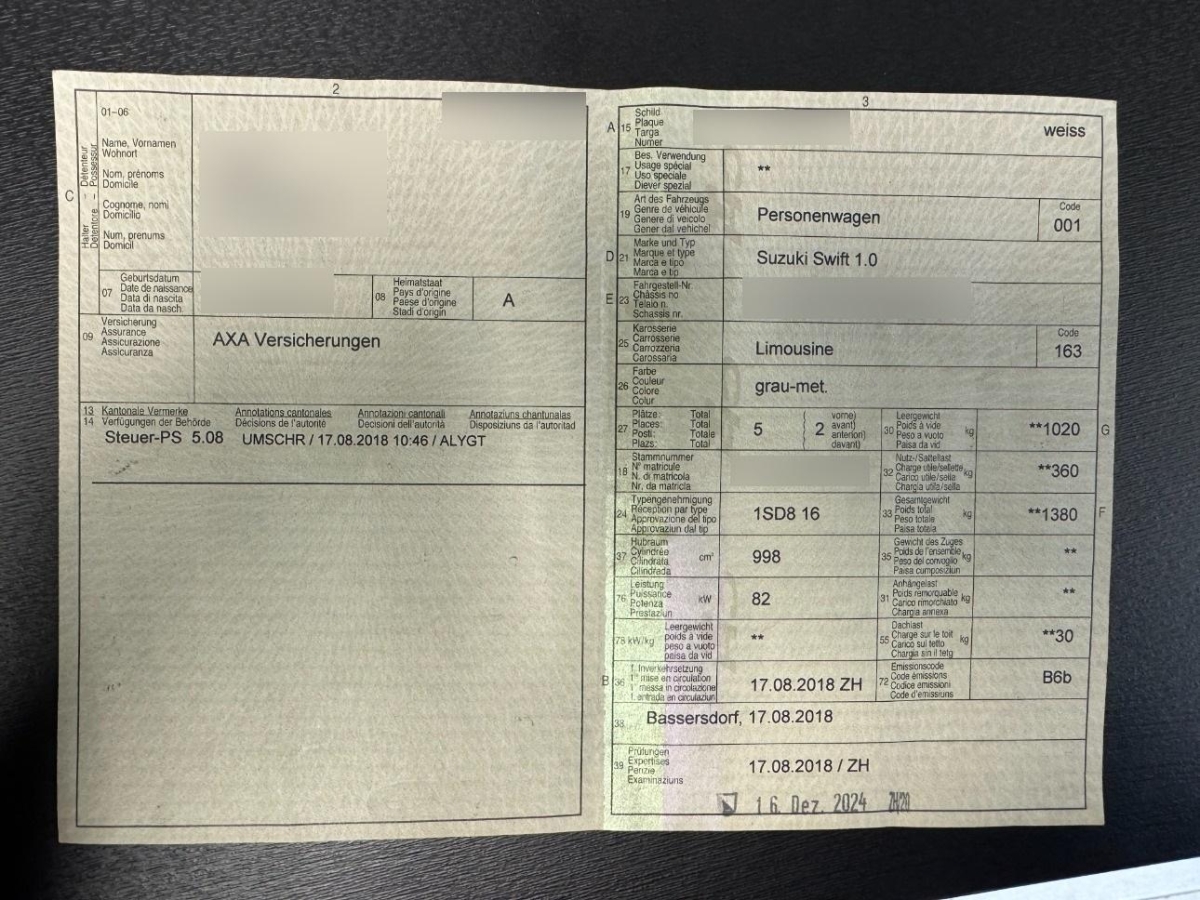 2
01-06
C
Halter - Détenteur
Detentore - Possessur
Name, Vornamen
Wohnort
Nom, prénoms
Domicile
Cognome, nomi
Domicilio
Num, prenums
Domicil
07
Geburtsdatum
Date de naissance
Data di nascita
Data da nasch.
08
Heimatstaat
Pays d'origine
Paese d'origine
Stadi d'origin
A
09
Versicherung
Assurance
Assicurazione
Assicuranza
AXA Versicherungen
13 Kantonale Vermerke Annotations cantonales Annotazioni cantonali Annotaziuns chantunalas
14 Verfügungen der Behörde Décisions de l'autorité Decisioni dell'autorità Disposiziuns da l'autoritad
Steuer-PS 5.08 UMSCHR / 17.08.2018 10:46 / ALYGT
3
A 15
Schild
Plaque
Targa
Numer
weiss
17
Bes. Verwendung
Usage spécial
Uso speciale
Diever spezial
**
19
Art des Fahrzeugs
Genre de véhicule
Genere di veicolo
Gener dal vehichel
Personenwagen
Code
001
D 21
Marke und Typ
Marque et type
Marca e tipo
Marca e tip
Suzuki Swift 1.0
E 23
Fahrgestell-Nr.
Châssis no
Telaio n.
Schassis nr.
25
Karosserie
Carrosserie
Carrozzeria
Carossaria
Limousine
Code
163
26
Farbe
Couleur
Colore
Colur
grau-met.
27
Plätze: Total
Places: Total
Posti: Totale
Plazs: Total
5
2
vorne)
avant)
anteriori)
davant)
30
Leergewicht
Poids à vide
Peso a vuoto
Paisa da vid
kg
**1020
G
18
Stammnummer
N° matricule
N. di matricola
Nr. da matricla
32
Nutz-/Sattellast
Charge utile/sellette
Carico utile/sella
Chargia utila/sella
kg
**360
24
Typengenehmigung
Réception par type
Approvazione del tipo
Approvaziun dal tip
1SD8 16
33
Gesamtgewicht
Poids total
Peso totale
Paisa totala
kg
**1380
F
37
Hubraum
Cylindrée
Cilindrata
Cilindrada
cm³
998
35
Gewicht des Zuges
Poids de l'ensemble
Peso del convoglio
Paisa cumposiziun
kg
**
76
Leistung
Puissance
Potenza
Prestaziun
kW
82
31
Anhängelast
Poids remorquable
Carico rimorchiato
Chargia annexa
kg
**
78 kW/kg
Leergewicht
poids à vide
peso a vuoto
paisa da vid
**
55
Dachlast
Charge sur le toit
Carico sul tetto
Chargia sin il tetg
kg
**30
B 36
1. Inverkehrsetzung
1re mise en circulation
1a messa in circolazione
1. entrada en circulaziun
17.08.2018 ZH
72
Emissionscode
Code émissions
Codice emissioni
Code d'emissiuns
B6b
38
Bassersdorf, 17.08.2018
39
Prüfungen
Expertises
Perizie
Examinaziuns
17.08.2018 / ZH
16. Dez. 2024